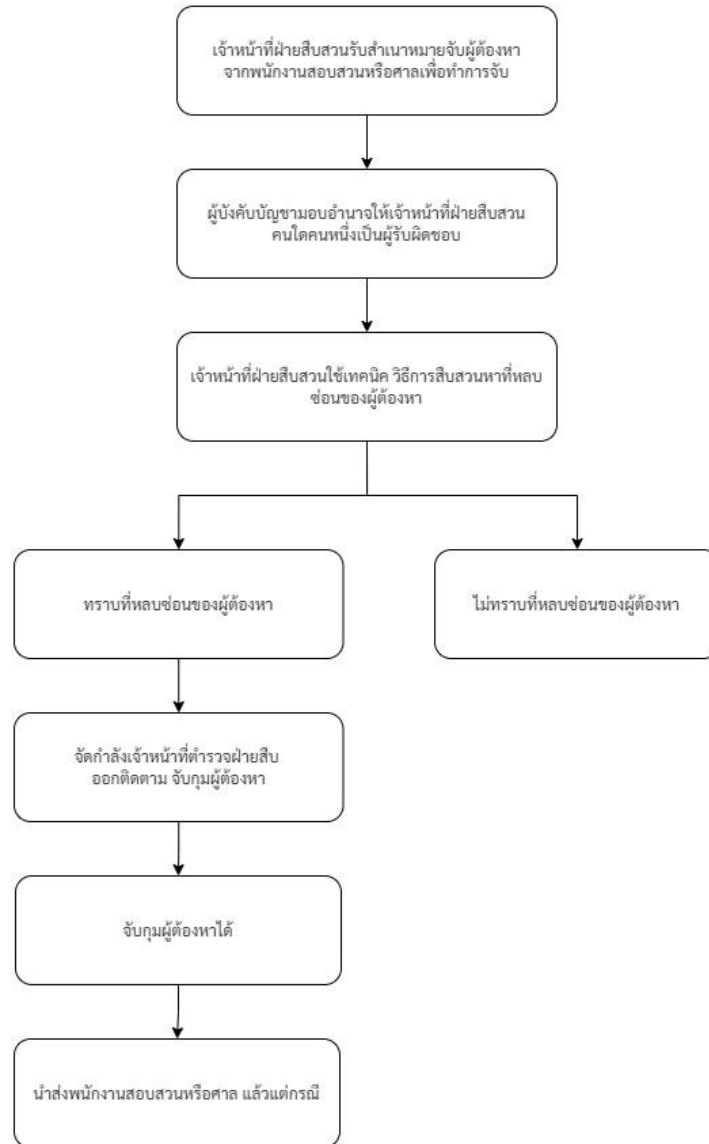 เจ้าหน้าที่ฝ่ายสืบสวนรับสำเนาหมายจับผู้ต้องหา
จากพนักงานสอบสวนหรือศาลเพื่อทำการจับ
ผู้บังคับบัญชามอบอำนาจให้เจ้าหน้าที่ฝ่ายสืบสวน
คนใดคนหนึ่งเป็นผู้รับผิดชอบ
เจ้าหน้าที่ฝ่ายสืบสวนใช้เทคนิค วิธีการสืบสวนหาที่หลบ
ซ่อนของผู้ต้องหา
ทราบที่หลบซ่อนของผู้ต้องหา
ไม่ทราบที่หลบซ่อนของผู้ต้องหา
จัดกำลังเจ้าหน้าที่ตำรวจฝ่ายสืบ
ออกติดตาม จับกุมผู้ต้องหา
จับกุมผู้ต้องหาได้
นำส่งพนักงานสอบสวนหรือศาล แล้วแต่กรณี